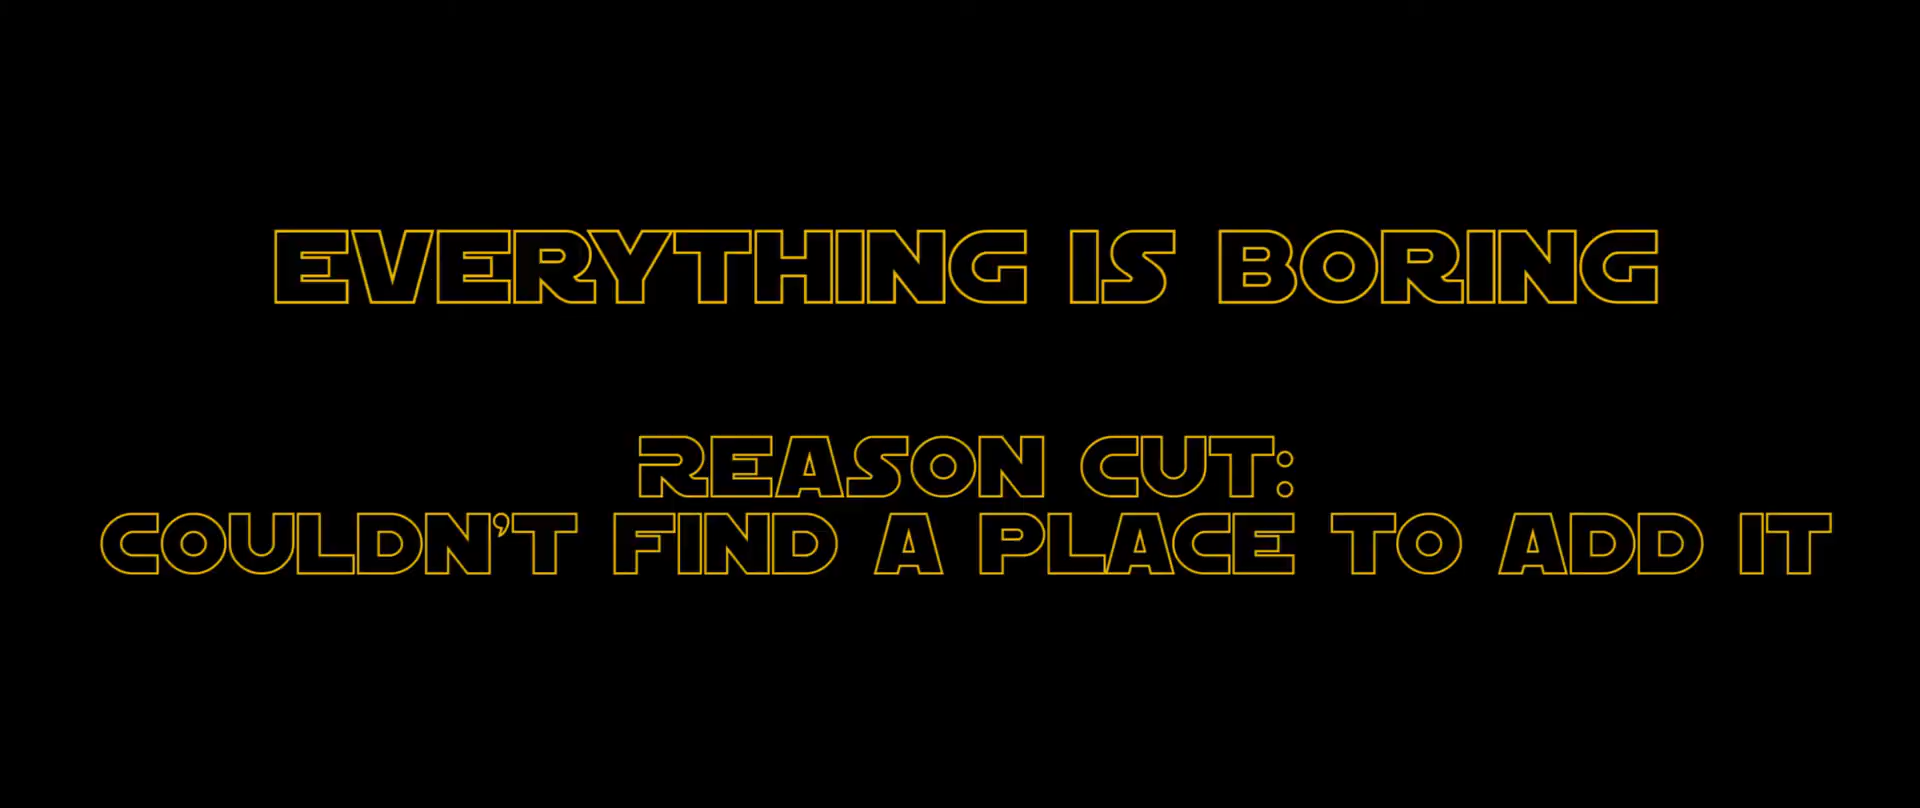 EVERYTHING IS BORING
REASON CUT:
COULDN'T FIND A PLACE TO ADD IT